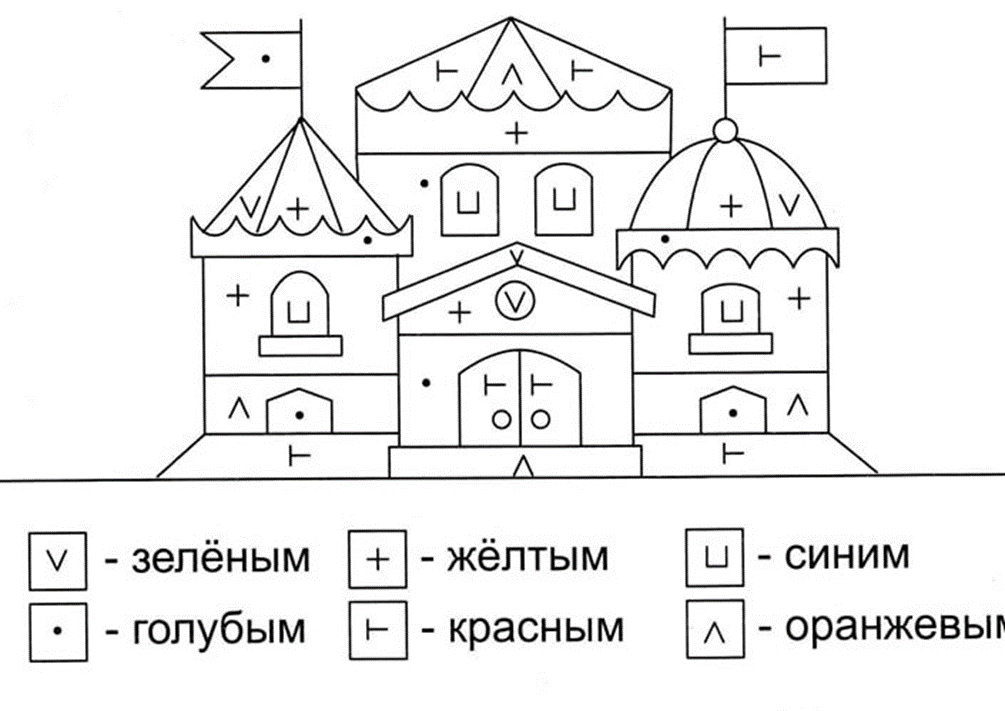 - зелёным - жёлтым - синим
- голубым - красным - оранжевым